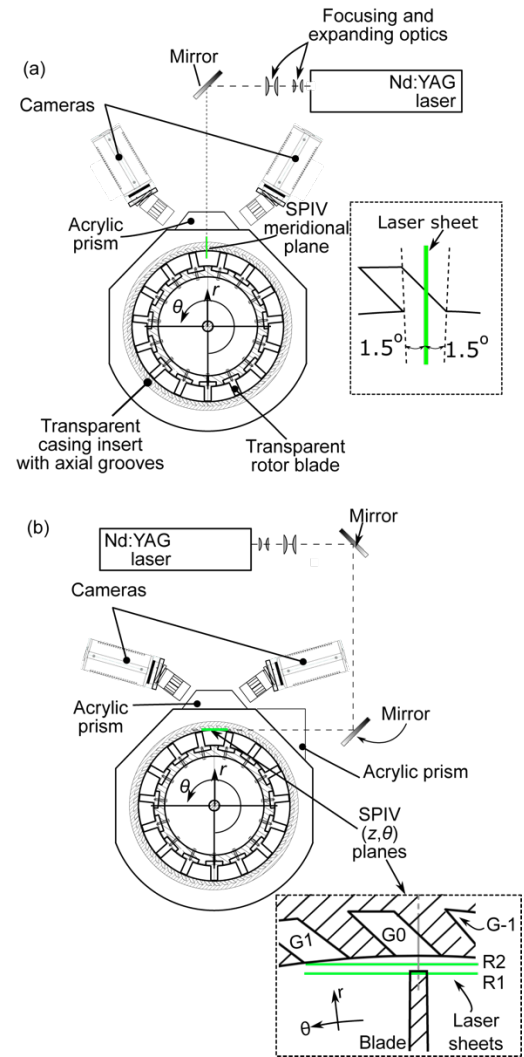 Focusing and
expanding optics
(a)
Mirror
Nd:YAG
laser
Cameras
Acrylic
prism
SPIV
meridional
plane
Laser sheet
r
θ
1.5°
1.5°
Transparent
casing insert
with axial grooves
Transparent
rotor blade
(b)
Mirror
Nd:YAG
laser
Cameras
Acrylic
prism
Mirror
Acrylic prism
r
θ
SPIV
(z,θ)
planes
G-1
G1
G0
R2
R1
r
θ
Blade
Laser
sheets